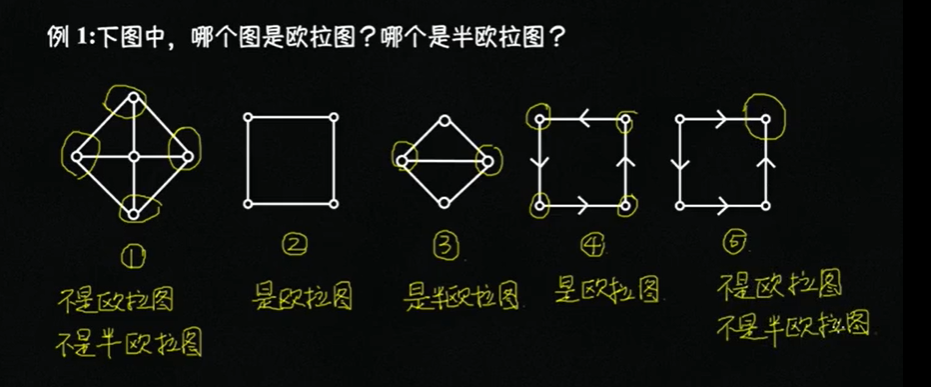 例 1:下图中，哪个图是欧拉图？哪个是半欧拉图？
① ② ③ ④ ⑤
不是欧拉图 是欧拉图 是半欧拉图 是欧拉图 不是欧拉图
不是半欧拉图 不是半欧拉图